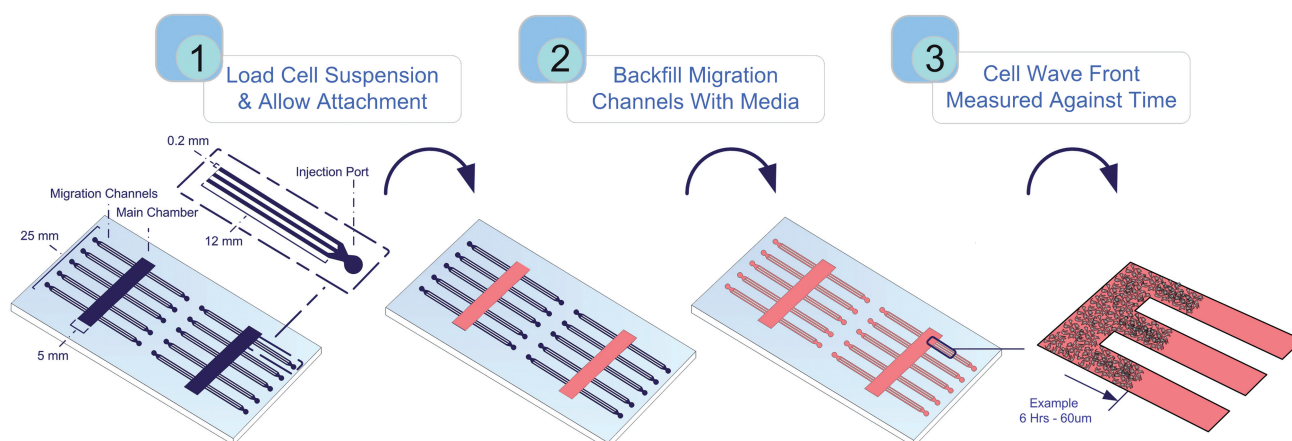 1
Load Cell Suspension
& Allow Attachment
2
Backfill Migration
Channels With Media
3
Cell Wave Front
Measured Against Time
0.2 mm
Injection Port
Migration Channels
Main Chamber
25 mm
12 mm
5 mm
Example
6 Hrs - 60um